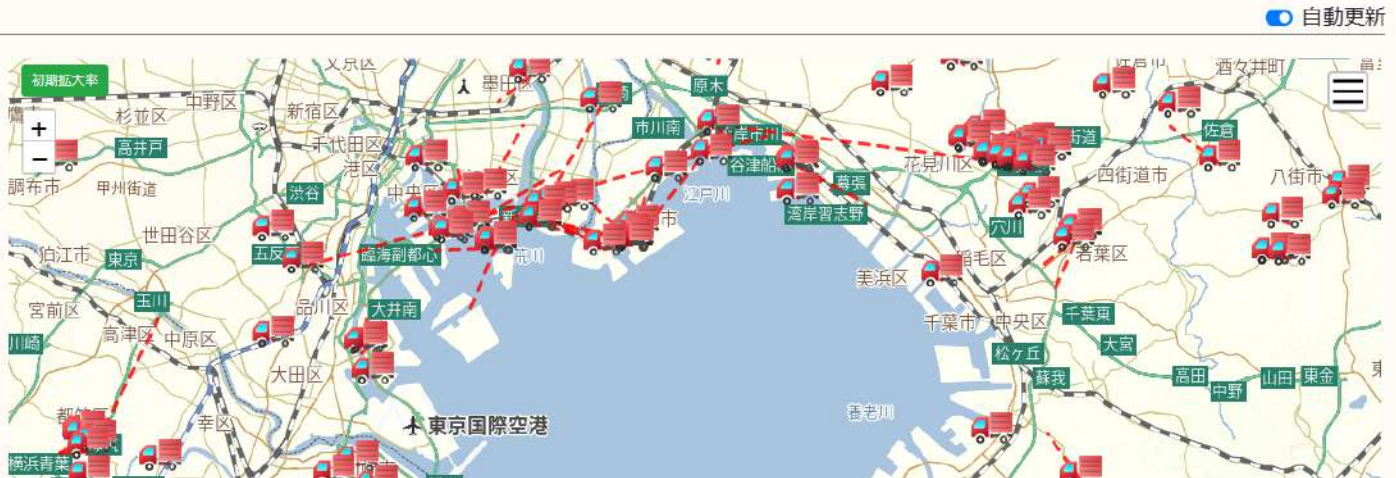 自動更新
初期拡大率
文京区
墨田区
原木
佐倉市
酒々井町
中野区
杉並区
新宿区
市川南
佐倉
+
−
高井戸
千代田区
港区
谷津船
花見川区
街道
調布市
甲州街道
渋谷
幕張
四街道市
八街市
江戸川
湾岸習志野
穴川
世田谷区
狛江市
東京
五反
臨海副都心
荒川
稲毛区
若葉区
美浜区
玉川
宮前区
品川区
大井南
千葉市
中央区
千葉東
川崎
高津区
中原区
大田区
松ヶ丘
大宮
蘇我
高田
中野
山田
東金
養老川
幸区
東京国際空港
横浜青葉